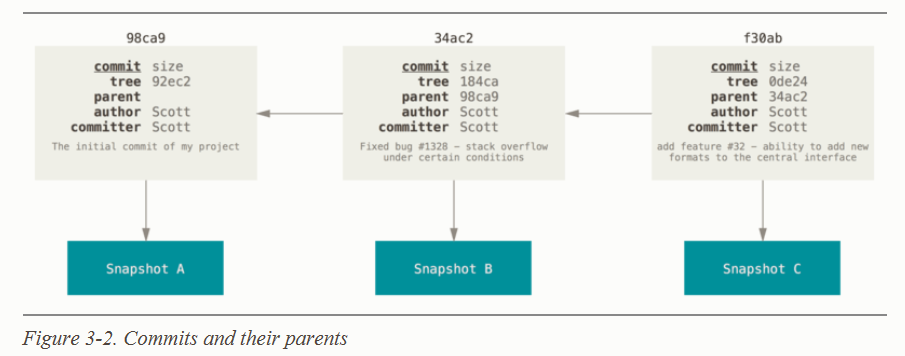 98ca9
commit size
tree 92ec2
parent
author Scott
committer Scott
The initial commit of my project
Snapshot A
34ac2
commit size
tree 184ca
parent 98ca9
author Scott
committer Scott
Fixed bug #1328 – stack overflow
under certain conditions
Snapshot B
f30ab
commit size
tree 0de24
parent 34ac2
author Scott
committer Scott
add feature #32 – ability to add new
formats to the central interface
Snapshot C
Figure 3-2. Commits and their parents